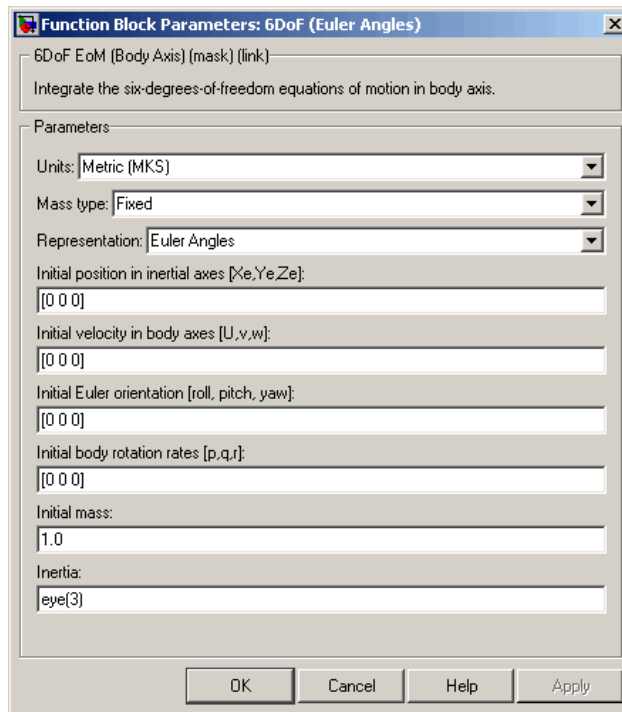 Function Block Parameters: 6DoF (Euler Angles)
6DoF EoM (Body Axis) (mask) (link)
Integrate the six-degrees-of-freedom equations of motion in body axis.
Parameters
Units: Metric (MKS)
Mass type: Fixed
Representation: Euler Angles
Initial position in inertial axes [Xe,Ye,Ze]:
[0 0 0]
Initial velocity in body axes [U,v,w]:
[0 0 0]
Initial Euler orientation [roll, pitch, yaw]:
[0 0 0]
Initial body rotation rates [p,q,r]:
[0 0 0]
Initial mass:
1.0
Inertia:
eye(3)
OK Cancel Help Apply